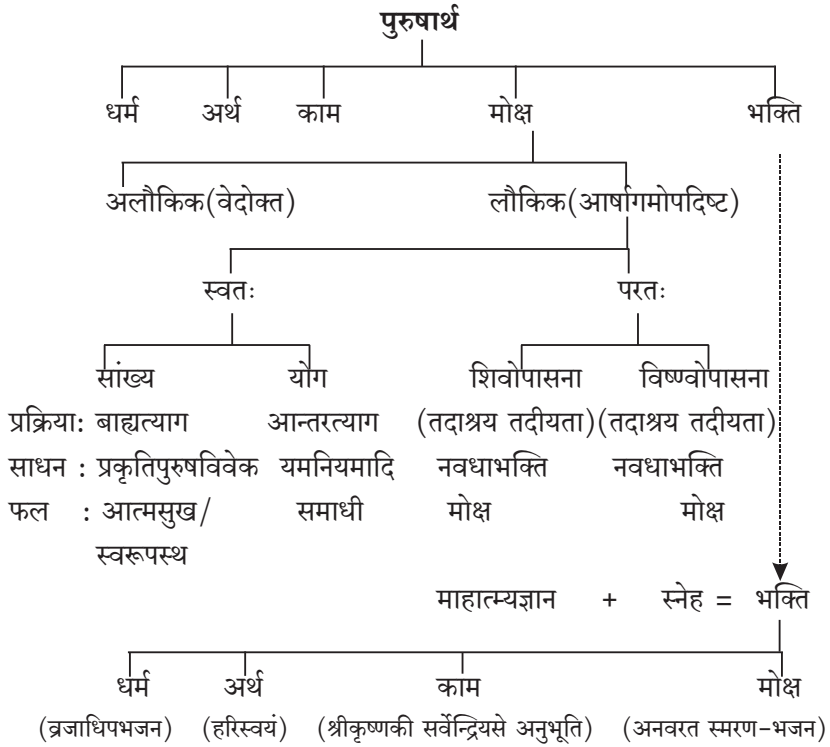 पुरुषार्थ
धर्म अर्थ काम मोक्ष भक्ति
अलौकिक(वेदोक्त) लौकिक(आर्षागमोपदिष्ट)
स्वतः परतः
सांख्य योग शिवोपासना विष्ण्वोपासना
प्रक्रिया: बाह्यत्याग आन्तरत्याग (तदाश्रय तदीयता) (तदाश्रय तदीयता)
साधन : प्रकृतिपुरुषविवेक यमनियमादि नवधाभक्ति नवधाभक्ति
फल : आत्मसुख/ समाधी मोक्ष मोक्ष
स्वरूपस्थ
माहात्म्यज्ञान + स्नेह = भक्ति
धर्म अर्थ काम मोक्ष
(व्रजाधिपभजन) (हरिस्वयं) (श्रीकृष्णकी सर्वेन्द्रियसे अनुभूति) (अनवरत स्मरण-भजन)